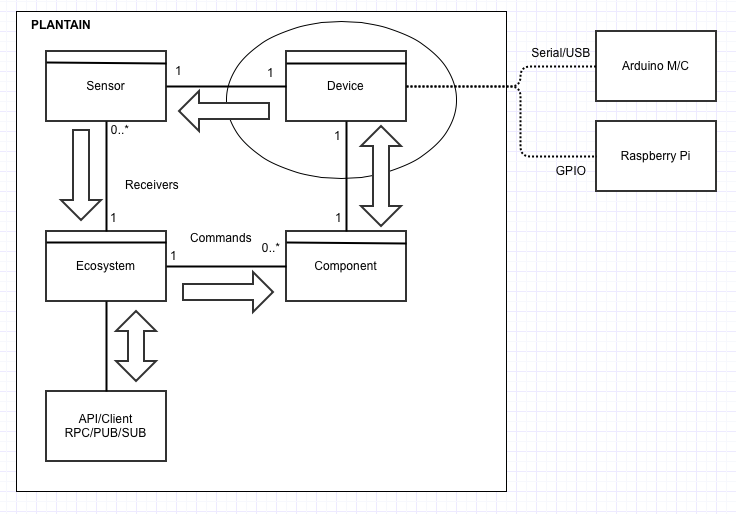 PLANTAIN
Serial/USB
Sensor
1
1
Device
Arduino M/C
0..*
1
Raspberry Pi
GPIO
Receivers
1
1
Commands
0..*
1
Ecosystem
Component
API/Client
RPC/PUB/SUB